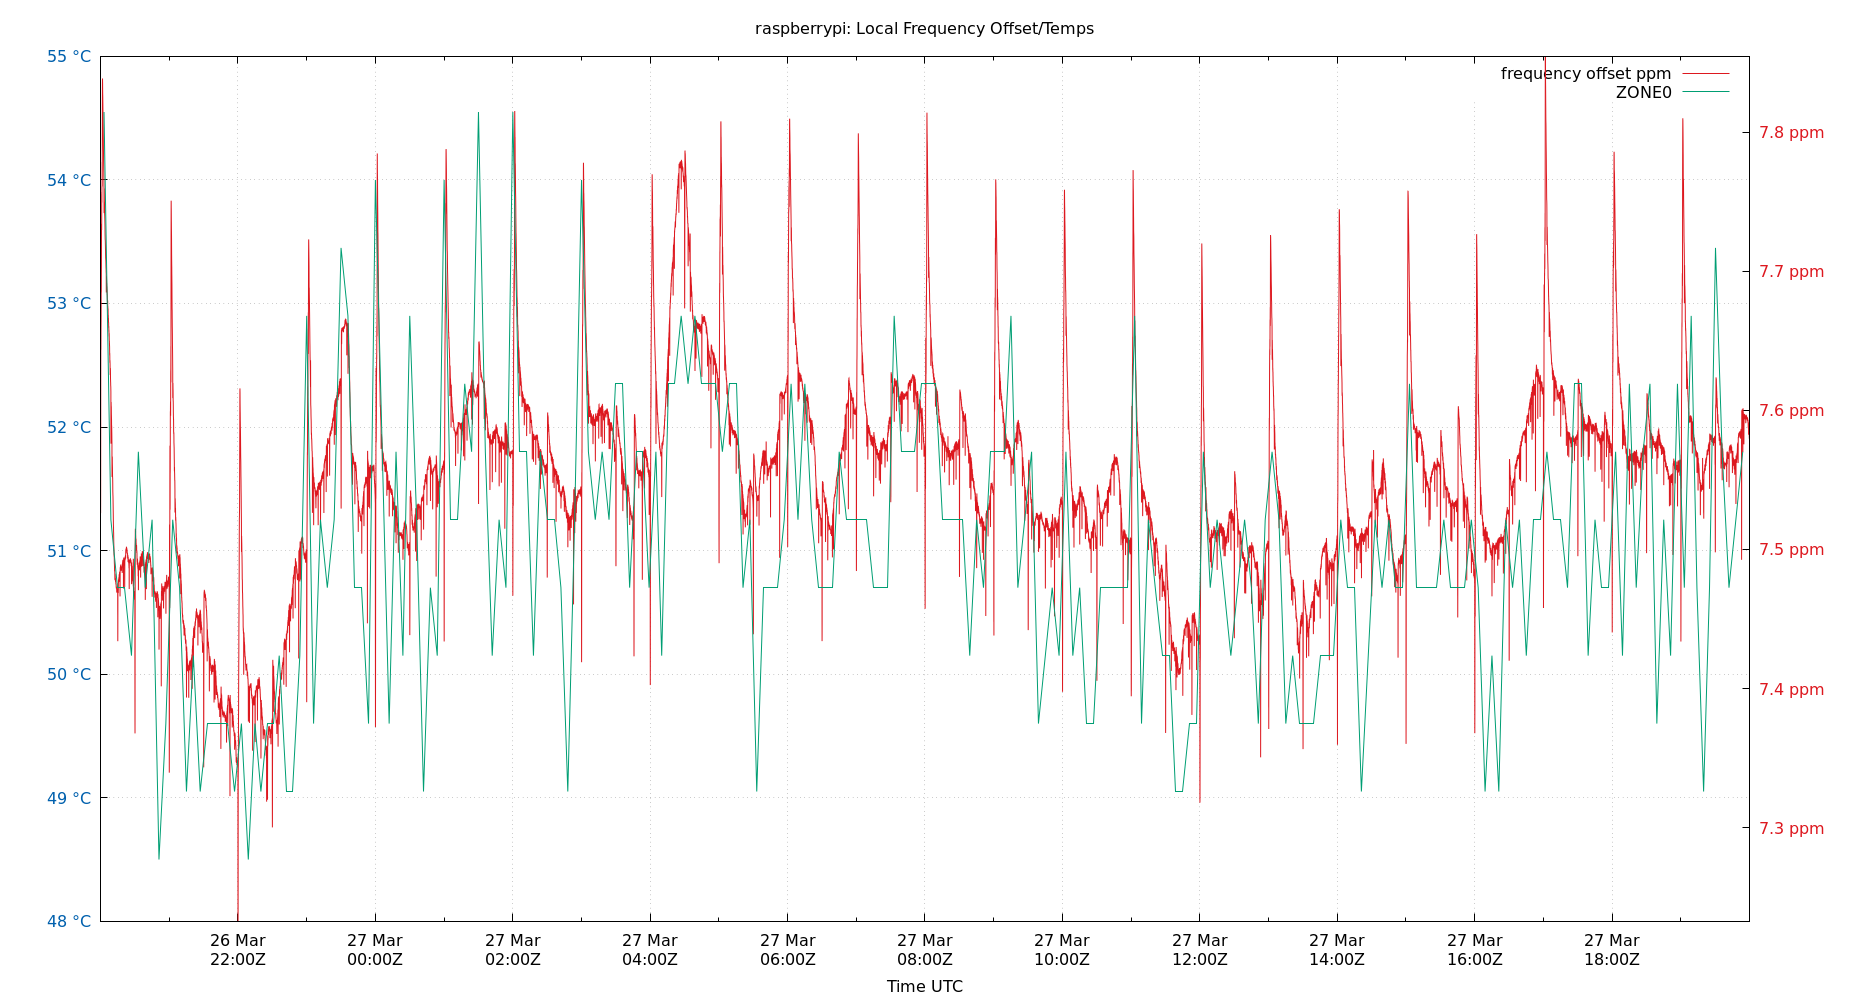 raspberrypi: Local Frequency Offset/Temps
frequency offset ppm
ZONE0
55 °C
54 °C
53 °C
52 °C
51 °C
50 °C
49 °C
48 °C
7.8 ppm
7.7 ppm
7.6 ppm
7.5 ppm
7.4 ppm
7.3 ppm
26 Mar 27 Mar 27 Mar 27 Mar 27 Mar 27 Mar 27 Mar 27 Mar 27 Mar 27 Mar 27 Mar
22:00Z 00:00Z 02:00Z 04:00Z 06:00Z 08:00Z 10:00Z 12:00Z 14:00Z 16:00Z 18:00Z
Time UTC